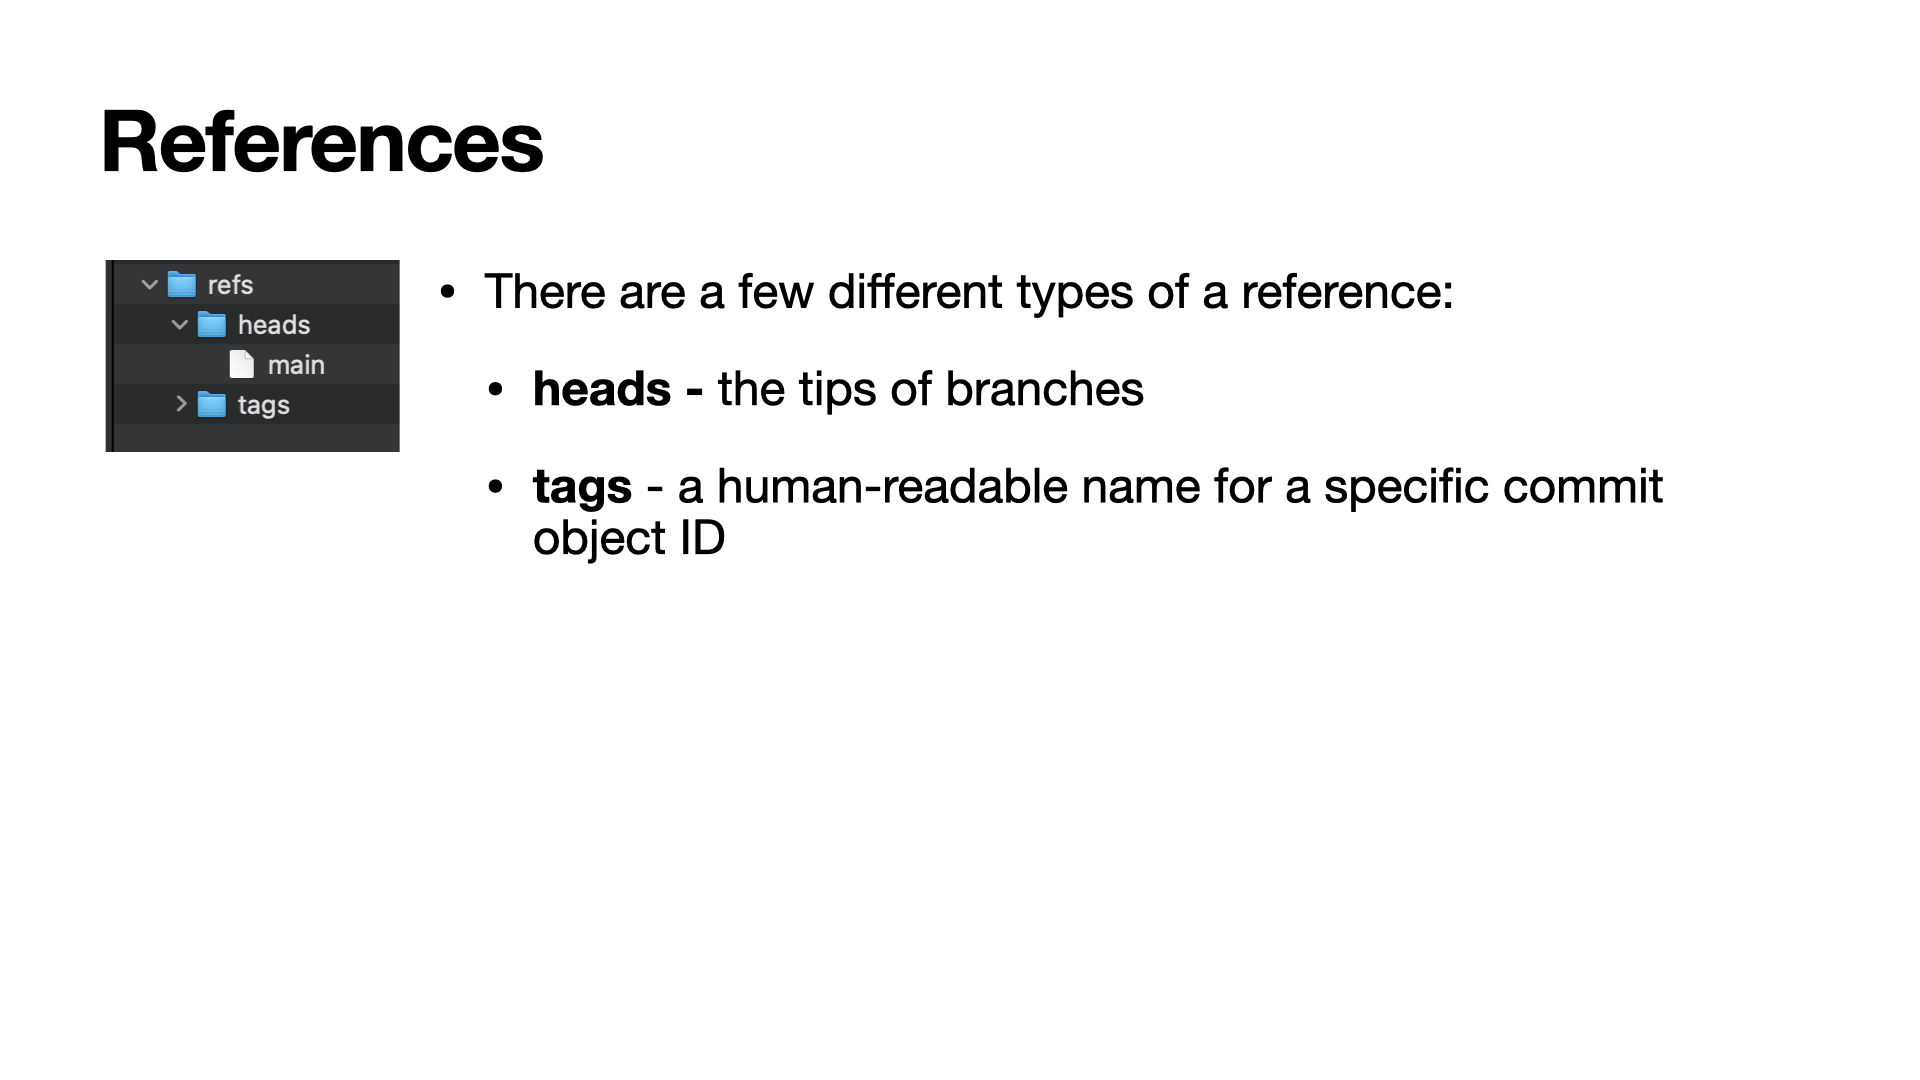 References
refs
heads
main
tags
• There are a few different types of a reference:
• heads - the tips of branches
• tags - a human-readable name for a specific commit
object ID